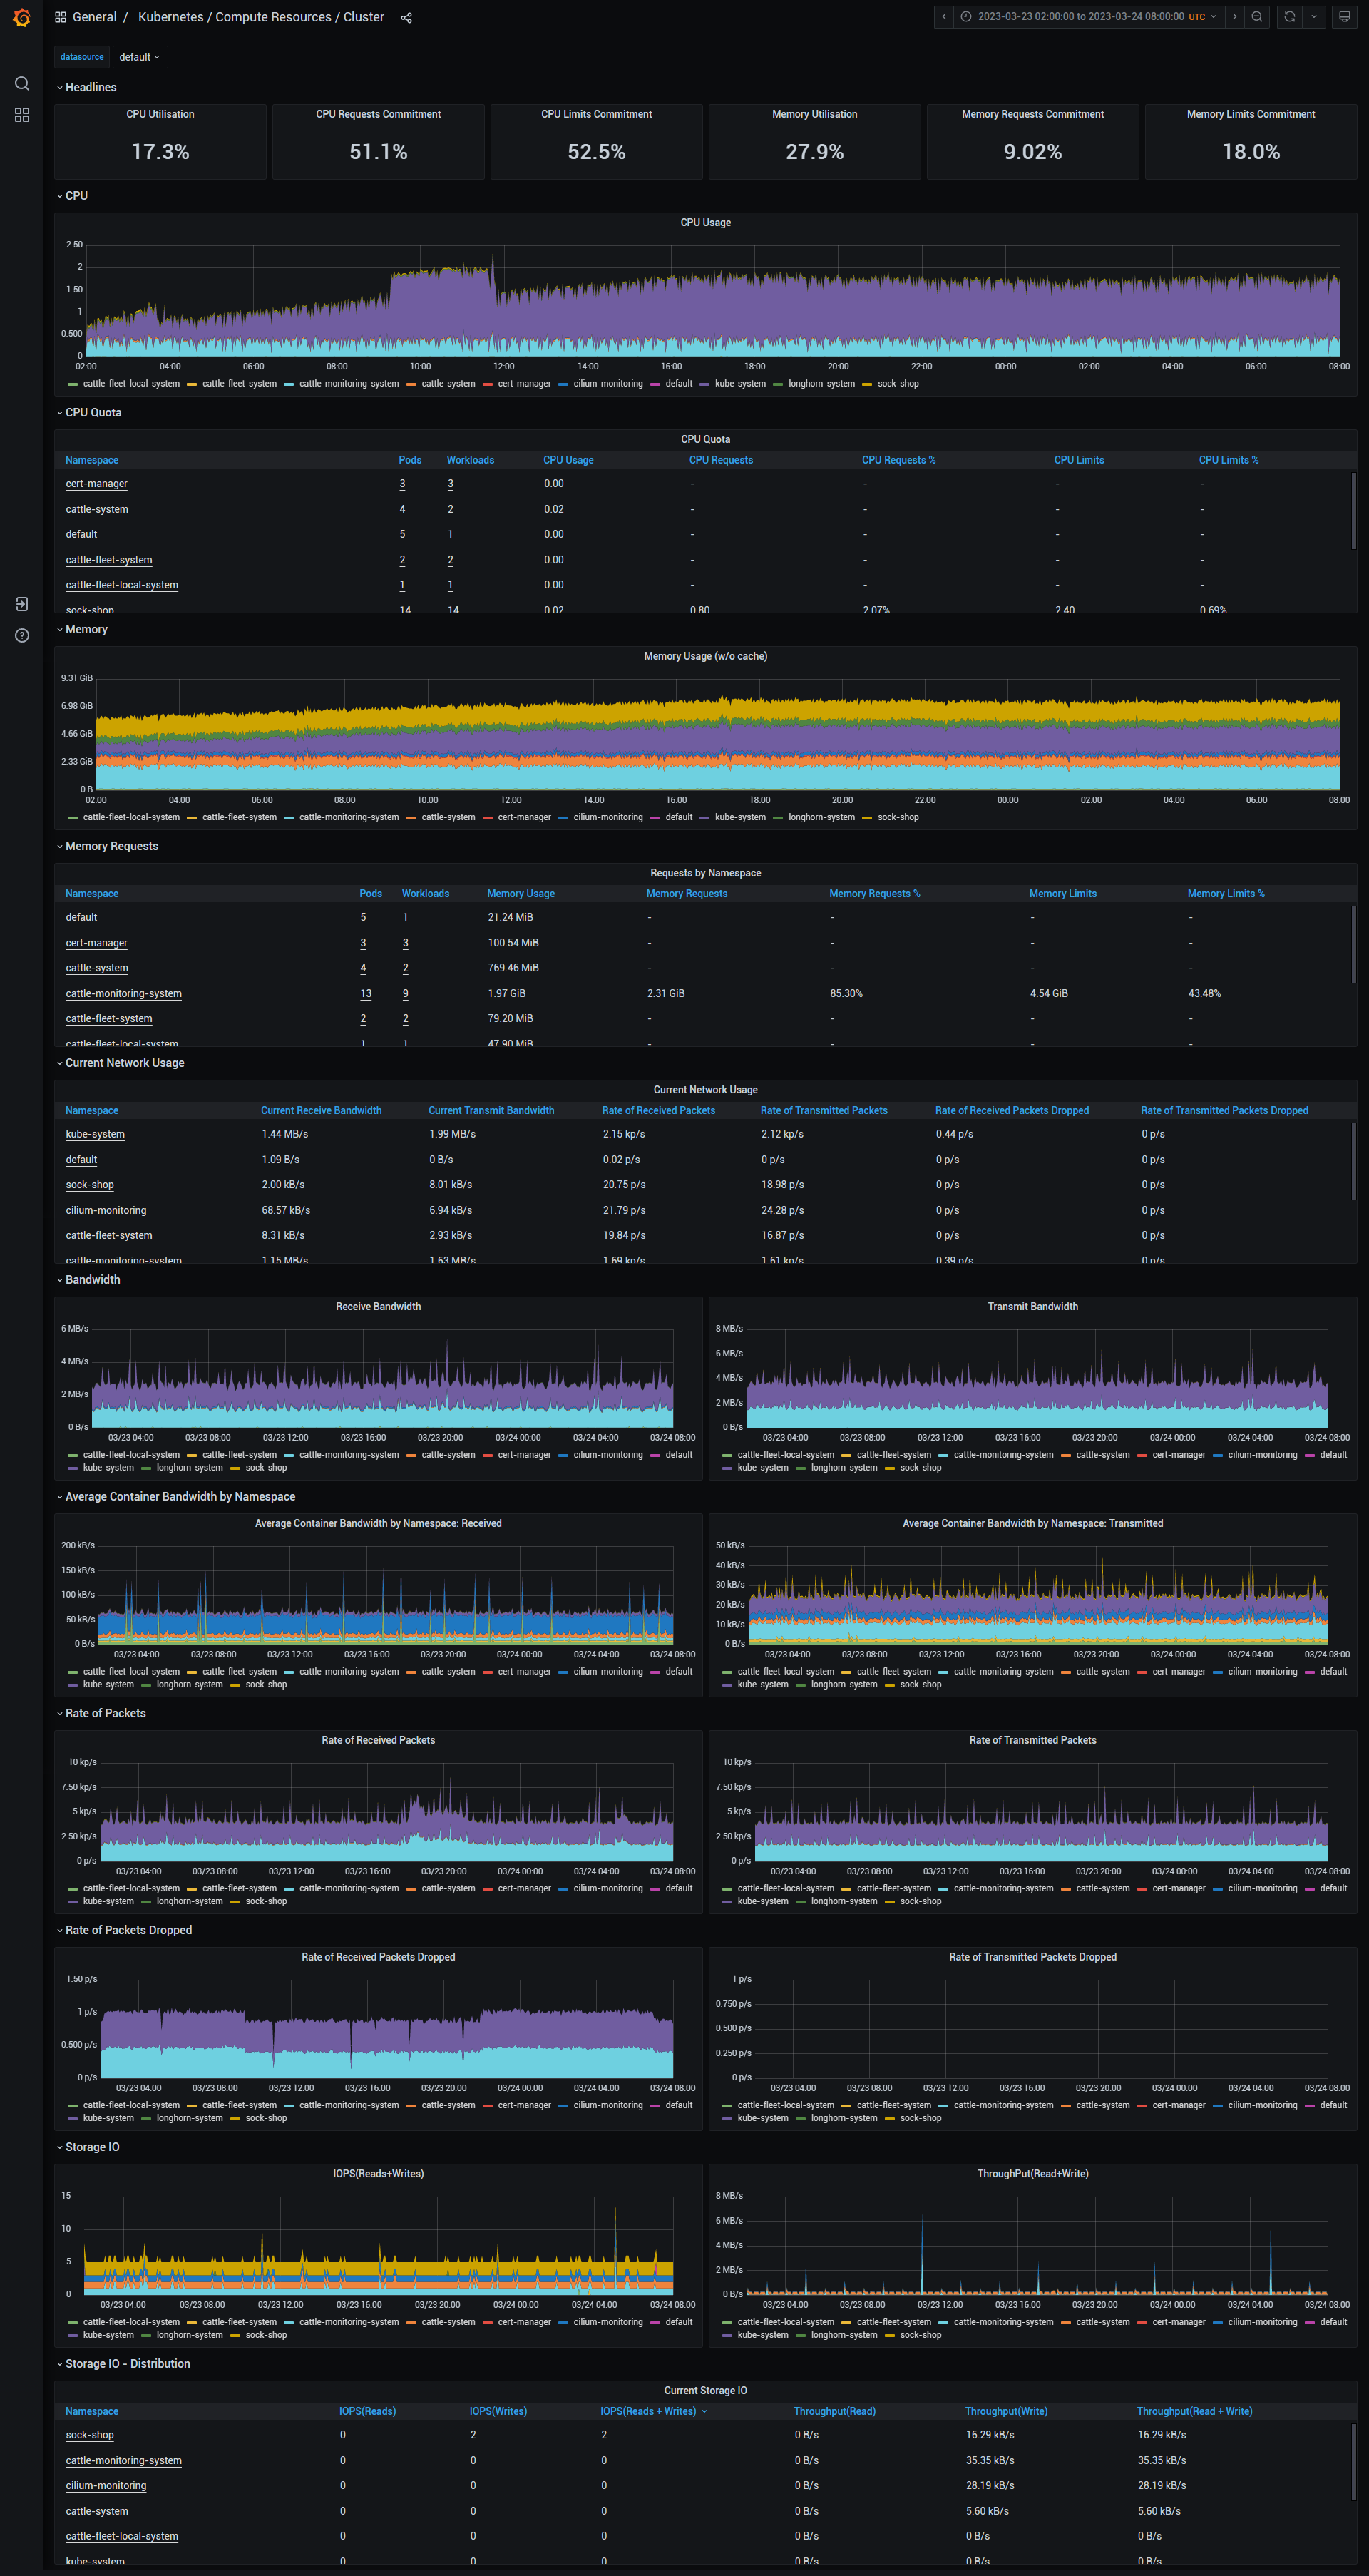 General / Kubernetes / Compute Resources / Cluster
2023-03-23 02:00:00 to 2023-03-24 08:00:00 UTC
datasource default
Headlines
CPU Utilisation CPU Requests Commitment CPU Limits Commitment Memory Utilisation Memory Requests Commitment Memory Limits Commitment
17.3% 51.1% 52.5% 27.9% 9.02% 18.0%
CPU
CPU Usage
2.50
2
1.50
1
0.500
0
02:00 04:00 06:00 08:00 10:00 12:00 14:00 16:00 18:00 20:00 22:00 00:00 02:00 04:00 06:00 08:00
cattle-fleet-local-system cattle-fleet-system cattle-monitoring-system cattle-system cert-manager cilium-monitoring default kube-system longhorn-system sock-shop
CPU Quota
CPU Quota
Namespace Pods Workloads CPU Usage CPU Requests CPU Requests % CPU Limits CPU Limits %
cert-manager 3 3 0.00 - - - -
cattle-system 4 2 0.02 - - - -
default 5 1 0.00 - - - -
cattle-fleet-system 2 2 0.00 - - - -
cattle-fleet-local-system 1 1 0.00 - - - -
sock-shop 14 14 0.02 0.80 2.07% 2.40 0.69%
Memory
Memory Usage (w/o cache)
9.31 GiB
6.98 GiB
4.66 GiB
2.33 GiB
0 B
02:00 04:00 06:00 08:00 10:00 12:00 14:00 16:00 18:00 20:00 22:00 00:00 02:00 04:00 06:00 08:00
cattle-fleet-local-system cattle-fleet-system cattle-monitoring-system cattle-system cert-manager cilium-monitoring default kube-system longhorn-system sock-shop
Memory Requests
Requests by Namespace
Namespace Pods Workloads Memory Usage Memory Requests Memory Requests % Memory Limits Memory Limits %
default 5 1 21.24 MiB - - - -
cert-manager 3 3 100.54 MiB - - - -
cattle-system 4 2 769.46 MiB - - - -
cattle-monitoring-system 13 9 1.97 GiB 2.31 GiB 85.30% 4.54 GiB 43.48%
cattle-fleet-system 2 2 79.20 MiB - - - -
cattle-fleet-local-system 1 1 47.90 MiB - - - -
Current Network Usage
Current Network Usage
Namespace Current Receive Bandwidth Current Transmit Bandwidth Rate of Received Packets Rate of Transmitted Packets Rate of Received Packets Dropped Rate of Transmitted Packets Dropped
kube-system 1.44 MB/s 1.99 MB/s 2.15 kp/s 2.12 kp/s 0.44 p/s 0 p/s
default 1.09 B/s 0 B/s 0.02 p/s 0 p/s 0 p/s 0 p/s
sock-shop 2.00 kB/s 8.01 kB/s 20.75 p/s 18.98 p/s 0 p/s 0 p/s
cilium-monitoring 68.57 kB/s 6.94 kB/s 21.79 p/s 24.28 p/s 0 p/s 0 p/s
cattle-fleet-system 8.31 kB/s 2.93 kB/s 19.84 p/s 16.87 p/s 0 p/s 0 p/s
cattle-monitoring-system 1.15 MB/s 1.63 MB/s 1.69 kp/s 1.61 kp/s 0.39 p/s 0 p/s
Bandwidth
Receive Bandwidth
6 MB/s
4 MB/s
2 MB/s
0 B/s
03/23 04:00 03/23 08:00 03/23 12:00 03/23 16:00 03/23 20:00 03/24 00:00 03/24 04:00 03/24 08:00
cattle-fleet-local-system cattle-fleet-system cattle-monitoring-system cattle-system cert-manager cilium-monitoring default
kube-system longhorn-system sock-shop
Transmit Bandwidth
8 MB/s
6 MB/s
4 MB/s
2 MB/s
0 B/s
03/23 04:00 03/23 08:00 03/23 12:00 03/23 16:00 03/23 20:00 03/24 00:00 03/24 04:00 03/24 08:00
cattle-fleet-local-system cattle-fleet-system cattle-monitoring-system cattle-system cert-manager cilium-monitoring default
kube-system longhorn-system sock-shop
Average Container Bandwidth by Namespace
Average Container Bandwidth by Namespace: Received
200 kB/s
150 kB/s
100 kB/s
50 kB/s
0 B/s
03/23 04:00 03/23 08:00 03/23 12:00 03/23 16:00 03/23 20:00 03/24 00:00 03/24 04:00 03/24 08:00
cattle-fleet-local-system cattle-fleet-system cattle-monitoring-system cattle-system cert-manager cilium-monitoring default
kube-system longhorn-system sock-shop
Average Container Bandwidth by Namespace: Transmitted
50 kB/s
40 kB/s
30 kB/s
20 kB/s
10 kB/s
0 B/s
03/23 04:00 03/23 08:00 03/23 12:00 03/23 16:00 03/23 20:00 03/24 00:00 03/24 04:00 03/24 08:00
cattle-fleet-local-system cattle-fleet-system cattle-monitoring-system cattle-system cert-manager cilium-monitoring default
kube-system longhorn-system sock-shop
Rate of Packets
Rate of Received Packets
10 kp/s
7.50 kp/s
5 kp/s
2.50 kp/s
0 p/s
03/23 04:00 03/23 08:00 03/23 12:00 03/23 16:00 03/23 20:00 03/24 00:00 03/24 04:00 03/24 08:00
cattle-fleet-local-system cattle-fleet-system cattle-monitoring-system cattle-system cert-manager cilium-monitoring default
kube-system longhorn-system sock-shop
Rate of Transmitted Packets
10 kp/s
7.50 kp/s
5 kp/s
2.50 kp/s
0 p/s
03/23 04:00 03/23 08:00 03/23 12:00 03/23 16:00 03/23 20:00 03/24 00:00 03/24 04:00 03/24 08:00
cattle-fleet-local-system cattle-fleet-system cattle-monitoring-system cattle-system cert-manager cilium-monitoring default
kube-system longhorn-system sock-shop
Rate of Packets Dropped
Rate of Received Packets Dropped
1.50 p/s
1 p/s
0.500 p/s
0 p/s
03/23 04:00 03/23 08:00 03/23 12:00 03/23 16:00 03/23 20:00 03/24 00:00 03/24 04:00 03/24 08:00
cattle-fleet-local-system cattle-fleet-system cattle-monitoring-system cattle-system cert-manager cilium-monitoring default
kube-system longhorn-system sock-shop
Rate of Transmitted Packets Dropped
1 p/s
0.750 p/s
0.500 p/s
0.250 p/s
0 p/s
03/23 04:00 03/23 08:00 03/23 12:00 03/23 16:00 03/23 20:00 03/24 00:00 03/24 04:00 03/24 08:00
cattle-fleet-local-system cattle-fleet-system cattle-monitoring-system cattle-system cert-manager cilium-monitoring default
kube-system longhorn-system sock-shop
Storage IO
IOPS(Reads+Writes)
15
10
5
0
03/23 04:00 03/23 08:00 03/23 12:00 03/23 16:00 03/23 20:00 03/24 00:00 03/24 04:00 03/24 08:00
cattle-fleet-local-system cattle-fleet-system cattle-monitoring-system cattle-system cert-manager cilium-monitoring default
kube-system longhorn-system sock-shop
ThroughPut(Read+Write)
8 MB/s
6 MB/s
4 MB/s
2 MB/s
0 B/s
03/23 04:00 03/23 08:00 03/23 12:00 03/23 16:00 03/23 20:00 03/24 00:00 03/24 04:00 03/24 08:00
cattle-fleet-local-system cattle-fleet-system cattle-monitoring-system cattle-system cert-manager cilium-monitoring default
kube-system longhorn-system sock-shop
Storage IO - Distribution
Current Storage IO
Namespace IOPS(Reads) IOPS(Writes) IOPS(Reads + Writes) Throughput(Read) Throughput(Write) Throughput(Read + Write)
sock-shop 0 2 2 0 B/s 16.29 kB/s 16.29 kB/s
cattle-monitoring-system 0 0 0 0 B/s 35.35 kB/s 35.35 kB/s
cilium-monitoring 0 0 0 0 B/s 28.19 kB/s 28.19 kB/s
cattle-system 0 0 0 0 B/s 5.60 kB/s 5.60 kB/s
cattle-fleet-local-system 0 0 0 0 B/s 0 B/s 0 B/s
kube-system 0 0 0 0 B/s 0 B/s 0 B/s